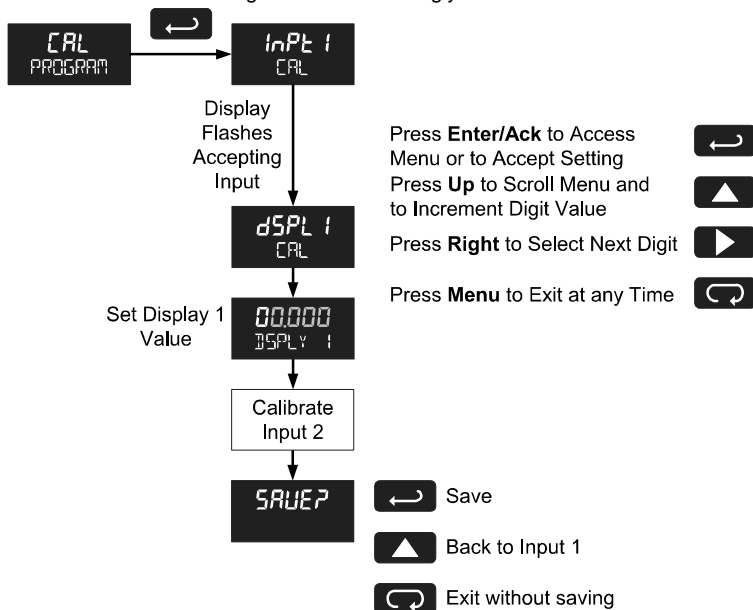 CAL
PROGRAM
InPt 1
CAL
Display
Flashes
Accepting
Input
Press Enter/Ack to Access
Menu or to Accept Setting
Press Up to Scroll Menu and
to Increment Digit Value
Press Right to Select Next Digit
Press Menu to Exit at any Time
dSPL 1
CAL
Set Display 1
Value
00.000
DSPLY 1
Calibrate
Input 2
SAVE?
Save
Back to Input 1
Exit without saving